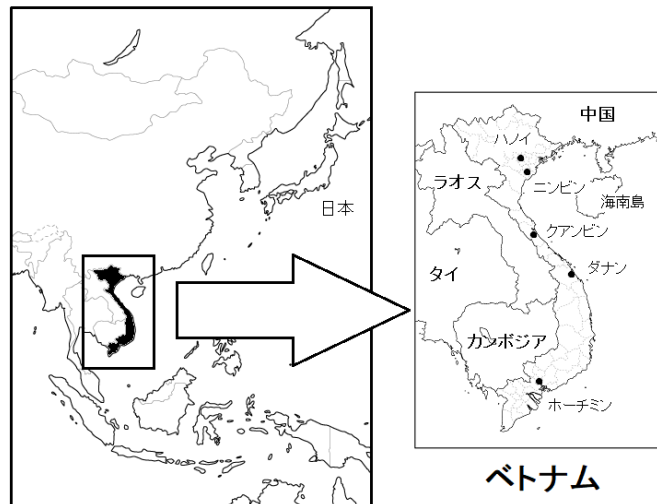 日本
中国
ハノイ
ラオス
ニンビン
海南島
クアンビン
タイ
ダナン
カンボジア
ホーチミン
ベトナム